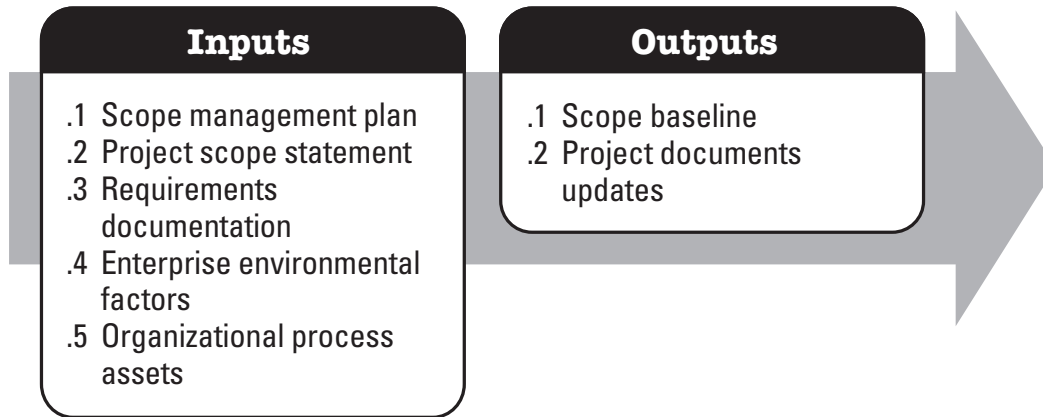 Inputs
.1 Scope management plan
.2 Project scope statement
.3 Requirements
documentation
.4 Enterprise environmental
factors
.5 Organizational process
assets
Outputs
.1 Scope baseline
.2 Project documents
updates